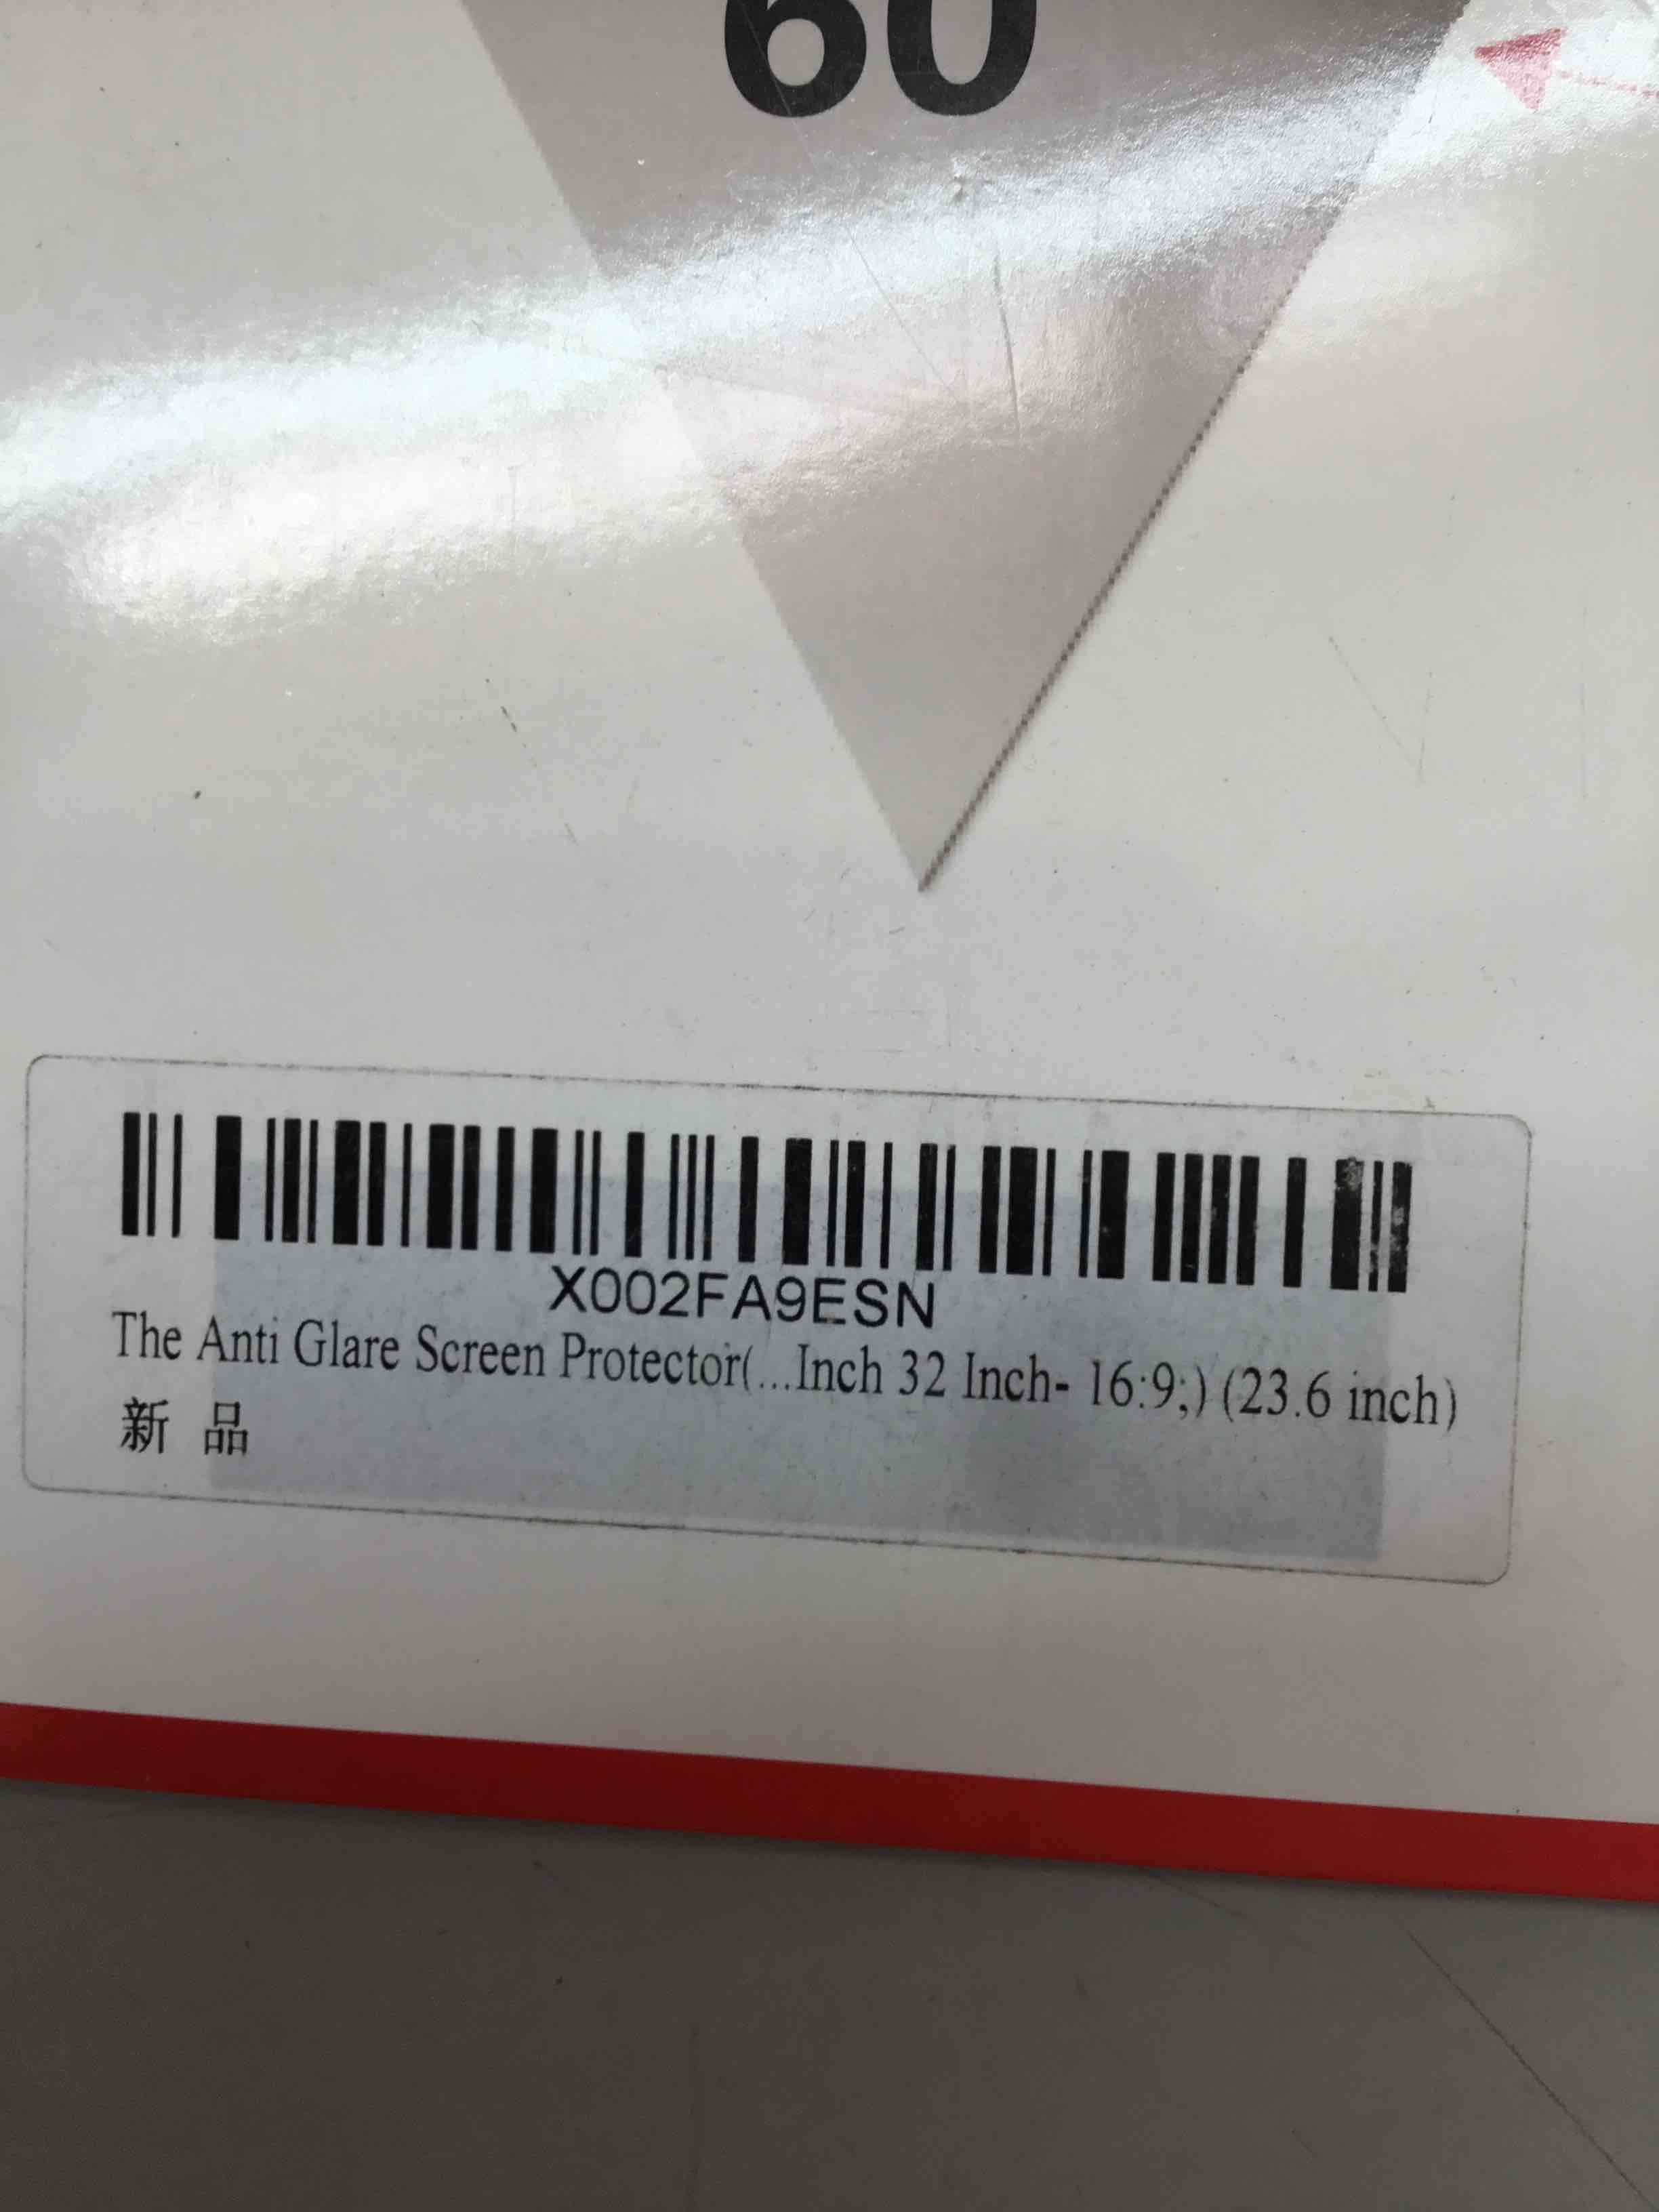 60
X002FA9ESN
The Anti Glare Screen Protector(...Inch 32 Inch- 16:9;) (23.6 inch)
新 品